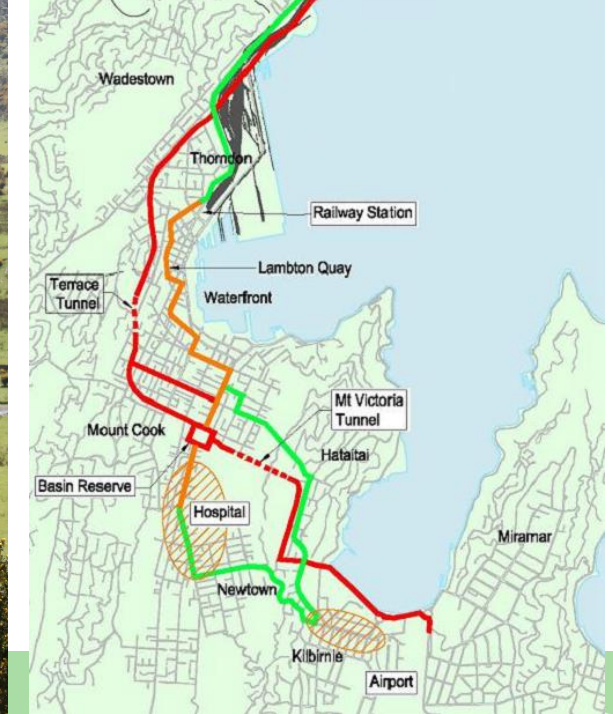 Wadestown
Thorndon
Railway Station
Lambton Quay
Terrace
Tunnel
Waterfront
Mt Victoria
Tunnel
Mount Cook
Hataitai
Basin Reserve
Hospital
Miramar
Newtown
Kilbirnie
Airport